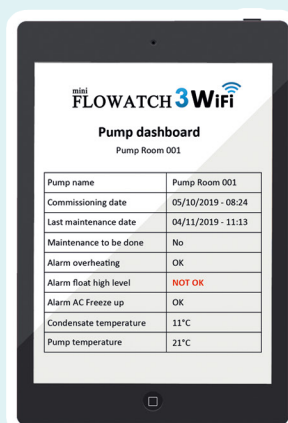 mini
FLOWATCH 3 WiFi
Pump dashboard
Pump Room 001
Pump name Pump Room 001
Commissioning date 05/10/2019 - 08:24
Last maintenance date 04/11/2019 - 11:13
Maintenance to be done No
Alarm overheating OK
Alarm float high level NOT OK
Alarm AC Freeze up OK
Condensate temperature 11°C
Pump temperature 21°C